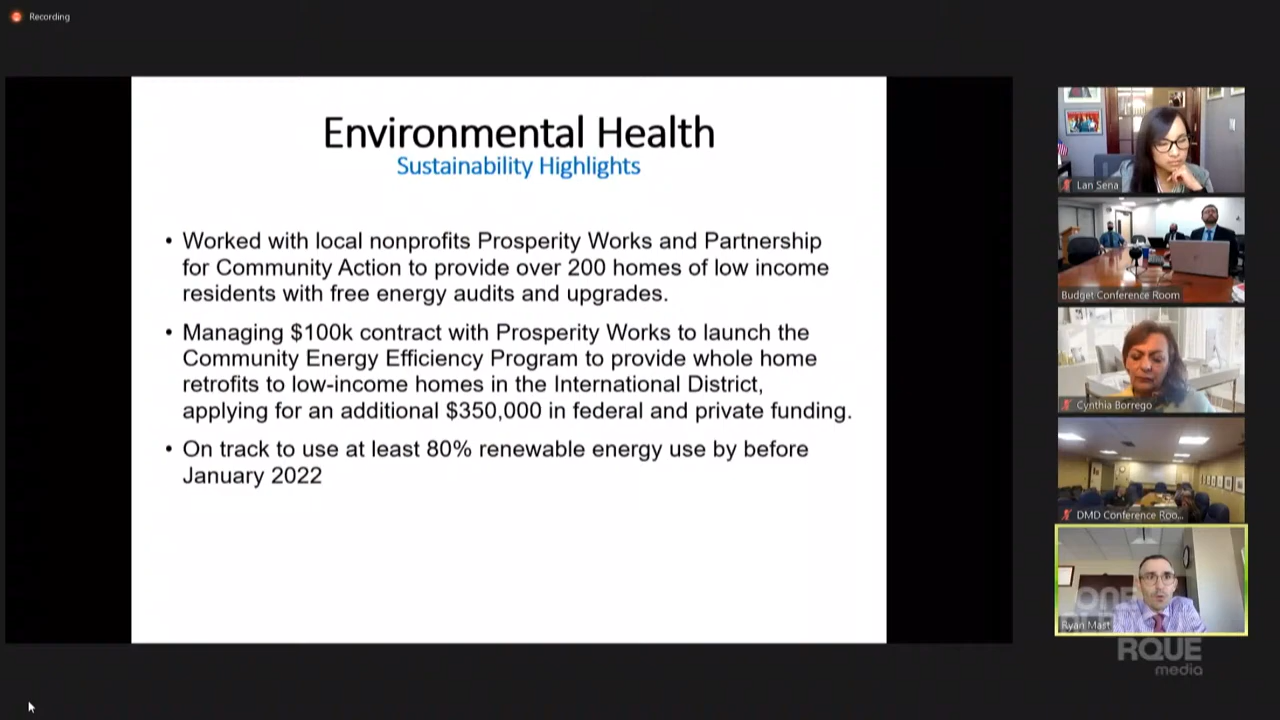 Recording
Environmental Health
Sustainability Highlights
• Worked with local nonprofits Prosperity Works and Partnership
for Community Action to provide over 200 homes of low income
residents with free energy audits and upgrades.
• Managing $100k contract with Prosperity Works to launch the
Community Energy Efficiency Program to provide whole home
retrofits to low-income homes in the International District,
applying for an additional $350,000 in federal and private funding.
• On track to use at least 80% renewable energy use by before
January 2022
Lan Sena
Budget Conference Room
Cynthia Borrego
DMD Conference Roo...
Ryan Mast
ONE
RQUE
media